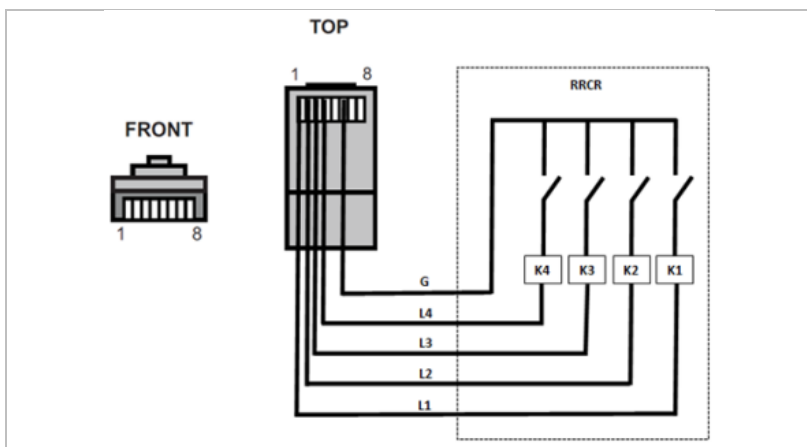 TOP
1 8
RRCR
FRONT
1 8
K4 K3 K2 K1
G
L4
L3
L2
L1